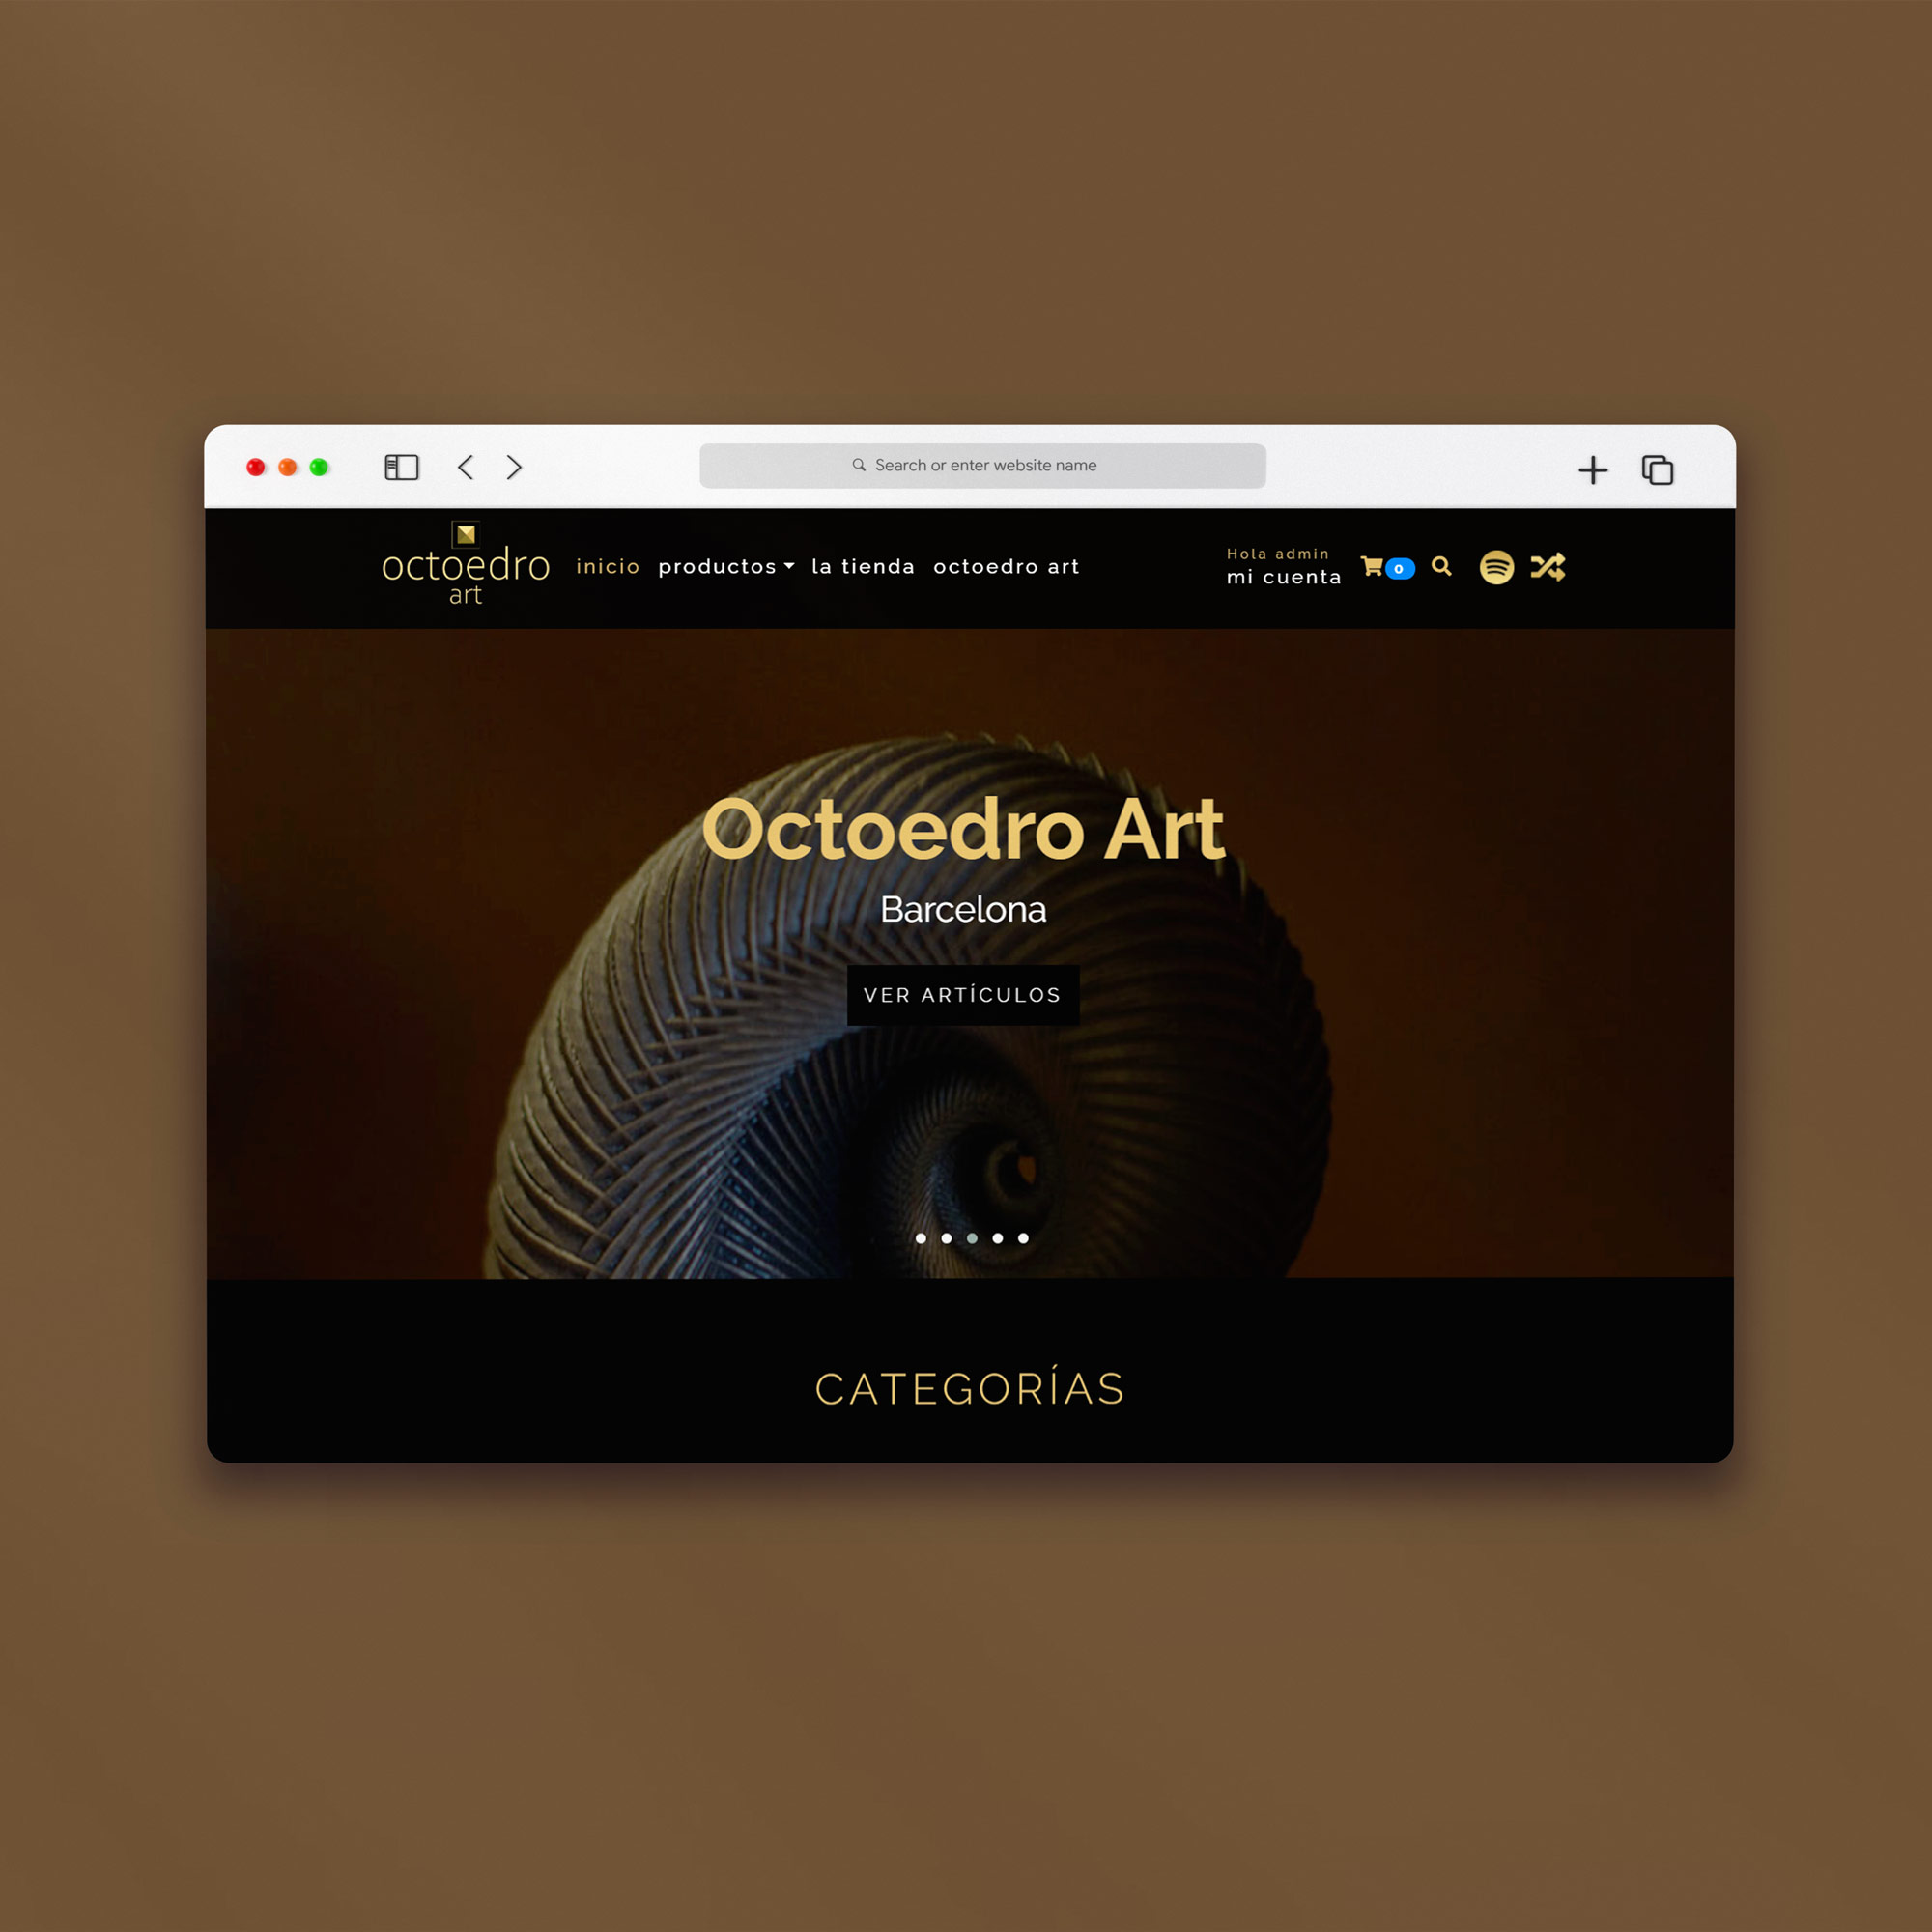 Search or enter website name
octoedro
art
inicio productos la tienda octoedro art
Hola admin
mi cuenta
0
Octoedro Art
Barcelona
VER ARTÍCULOS
CATEGORÍAS